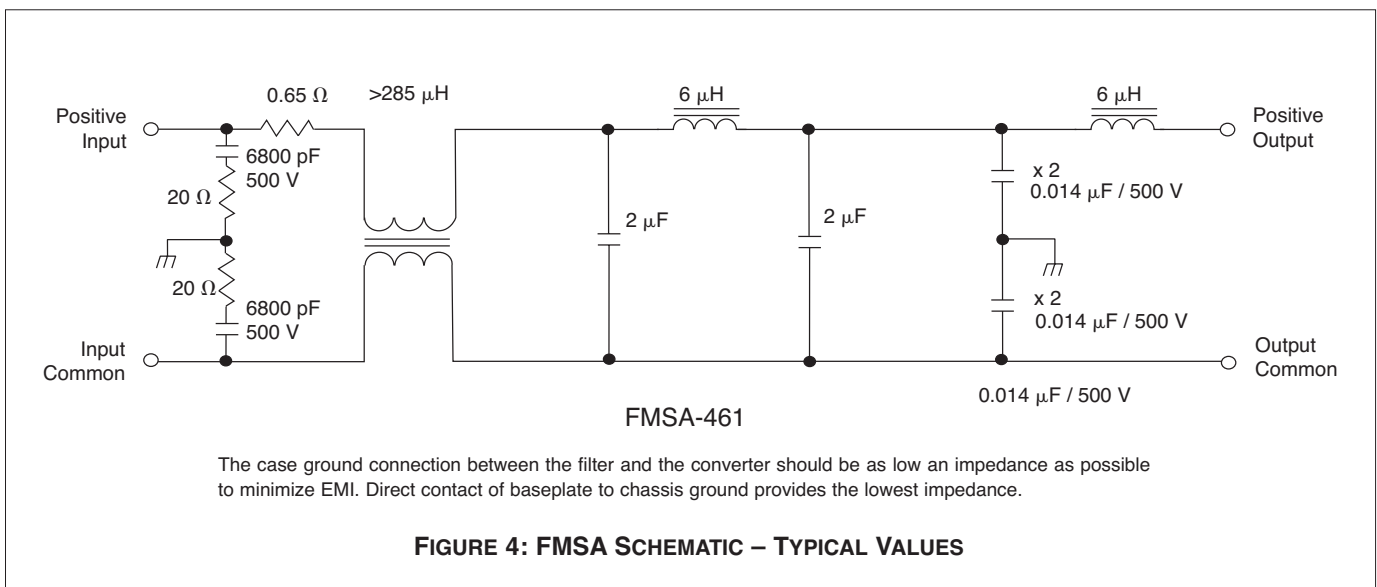 0.65 Ω
>285 μH
6 μH
6 μH
Positive
Input
Positive
Output
6800 pF
500 V
20 Ω
x 2
0.014 μF / 500 V
2 μF
2 μF
20 Ω
6800 pF
500 V
x 2
0.014 μF / 500 V
Input
Common
Output
Common
0.014 μF / 500 V
FMSA-461
The case ground connection between the filter and the converter should be as low an impedance as possible
to minimize EMI. Direct contact of baseplate to chassis ground provides the lowest impedance.
FIGURE 4: FMSA SCHEMATIC – TYPICAL VALUES